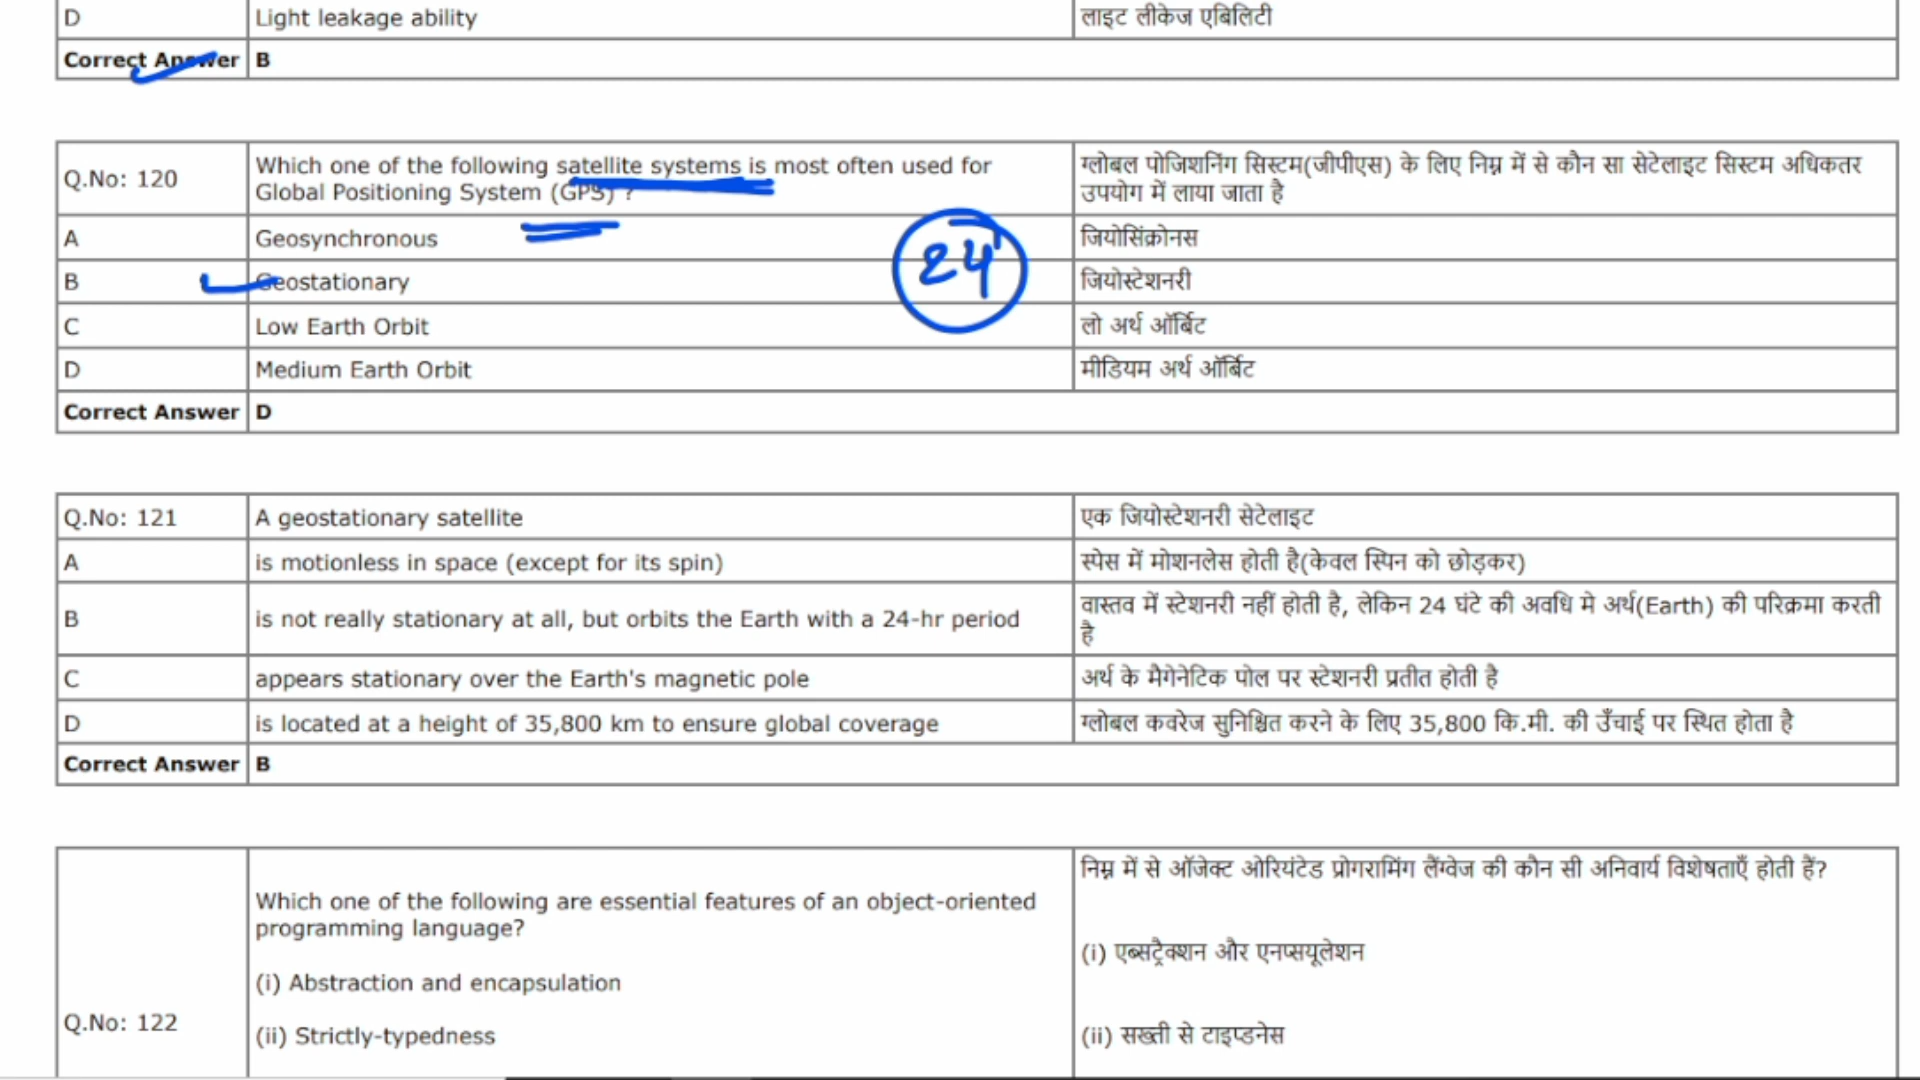 D Light leakage ability लाइट लीकेज एबिलिटी
Correct Answer B
Q.No: 120 Which one of the following satellite systems is most often used for
Global Positioning System (GPS) ?
ग्लोबल पोजिशनिंग सिस्टम(जीपीएस) के लिए निम्न में से कौन सा सेटेलाइट सिस्टम अधिकतर
उपयोग में लाया जाता है
A Geosynchronous जियोसिंक्रोनस
24
B Geostationary जियोस्टेशनरी
C Low Earth Orbit लो अर्थ ऑर्बिट
D Medium Earth Orbit मीडियम अर्थ ऑर्बिट
Correct Answer D
Q.No: 121 A geostationary satellite एक जियोस्टेशनरी सेटेलाइट
A is motionless in space (except for its spin) स्पेस में मोशनलेस होती है(केवल स्पिन को छोड़कर)
B is not really stationary at all, but orbits the Earth with a 24-hr period
वास्तव में स्टेशनरी नहीं होती है, लेकिन 24 घंटे की अवधि मे अर्थ(Earth) की परिक्रमा करती
है
C appears stationary over the Earth's magnetic pole अर्थ के मैगेनेटिक पोल पर स्टेशनरी प्रतीत होती है
D is located at a height of 35,800 km to ensure global coverage ग्लोबल कवरेज सुनिश्चित करने के लिए 35,800 कि.मी. की उँचाई पर स्थित होता है
Correct Answer B
Q.No: 122
Which one of the following are essential features of an object-oriented
programming language?
(i) Abstraction and encapsulation
(ii) Strictly-typedness
निम्न में से ऑजेक्ट ओरियंटेड प्रोगरामिंग लैंग्वेज की कौन सी अनिवार्य विशेषताएँ होती हैं?
(i) एब्सट्रैक्शन और एनप्सयूलेशन
(ii) सख्ती से टाइप्डनेस